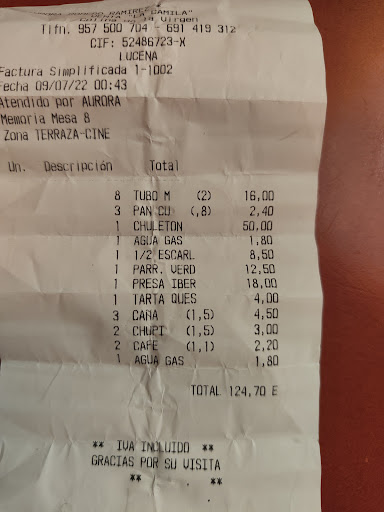 RAMIREZ
CAMILA"
Virgen
Tlfn. 957 500 704 - 691 419 312
CIF: 52486723-X
LUCENA
Factura Simplificada 1-1002
Fecha 09/07/22 00:43
Atendido por AURORA
Memoria Mesa 8
Zona TERRAZA-CINE
Un. Descripción Total
8 TUBO M (2) 16,00
3 PAN CU (,8) 2,40
1 CHULETON 50,00
1 AGUA GAS 1,80
1 1/2 ESCARL 8,50
1 PARR. VERD 12,50
1 PRESA IBER 18,00
1 TARTA QUES 4,00
3 CAÑA (1,5) 4,50
2 CHUPI (1,5) 3,00
2 CAFE (1,1) 2,20
1 AGUA GAS 1,80
TOTAL 124,70 E
** IVA INCLUIDO **
GRACIAS POR SU VISITA
** **